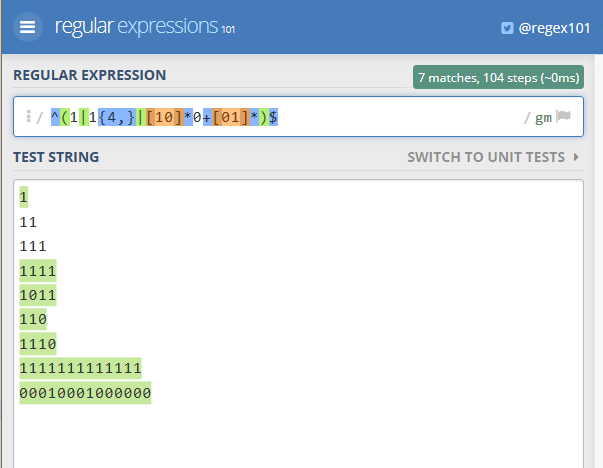 regular expressions 101
@regex101
REGULAR EXPRESSION
7 matches, 104 steps (~0ms)
/ ^(1|1{4,}|[10]*0+[01]*)$ / gm
TEST STRING
SWITCH TO UNIT TESTS
1
11
111
1111
1011
110
1110
1111111111111
00010001000000